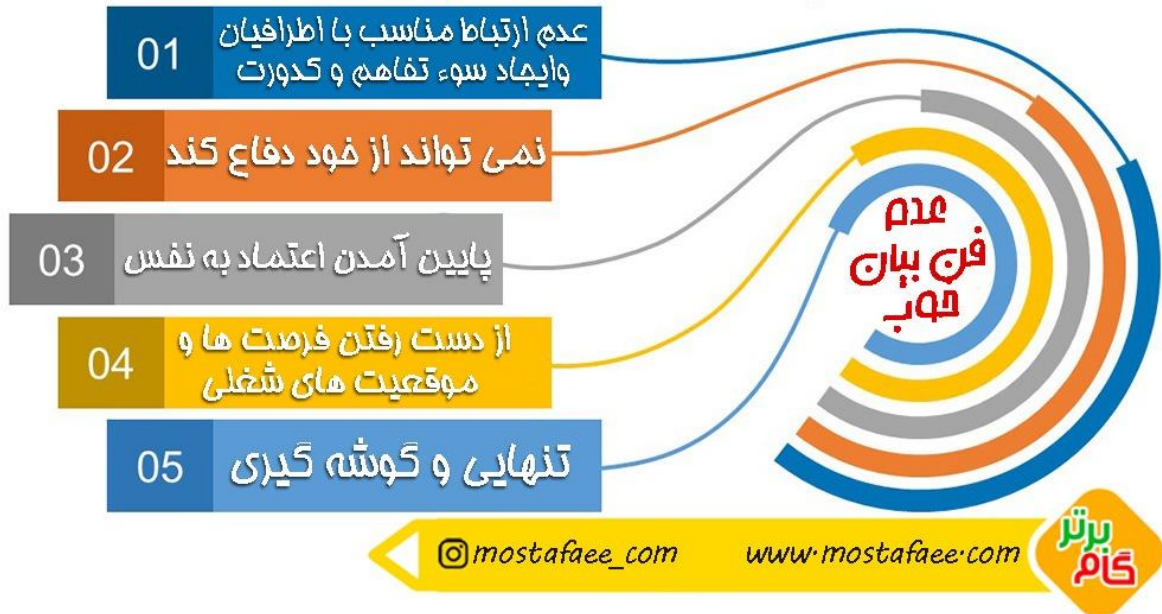 01
عدم ارتباط مناسب با اطرافیان
وایجاد سوء تفاهم و کدورت
02
نمی تواند از خود دفاع کند
03
پایین آمدن اعتماد به نفس
04
از دست رفتن فرصت ها و
موقعیت های شغلی
05
تنهایی و گوشه گیری
عدم
فن بیان
خوب
mostafaee_com
www.mostafaee.com
گام
برتر